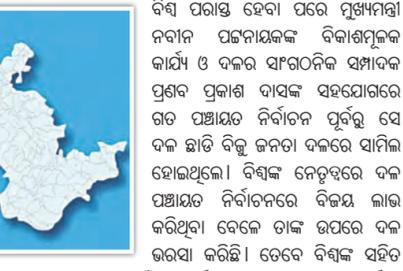 ବିଶ୍ୱ ପରାସ୍ତ ହେବା ପରେ ମୁଖ୍ୟମନ୍ତ୍ରୀ
ନବୀନ ପଟ୍ଟନାୟକଙ୍କ ବିକାଶମୂଳକ
କାର୍ଯ୍ୟ ଓ ଦଳର ସାଂଗଠନିକ ସମ୍ପାଦକ
ପ୍ରଣବ ପ୍ରକାଶ ଦାସଙ୍କ ସହଯୋଗରେ
ଗତ ପଞ୍ଚାୟତ ନିର୍ବାଚନ ପୂର୍ବରୁ ସେ
ଦଳ ଛାଡି ବିଜୁ ଜନତା ଦଳରେ ସାମିଲ
ହୋଇଥିଲେ। ବିଶ୍ୱଙ୍କ ନେତୃତ୍ୱରେ ଦଳ
ପଞ୍ଚାୟତ ନିର୍ବାଚନରେ ବିଜୟ ଲାଭ
କରିଥିବା ବେଳେ ତାଙ୍କ ଉପରେ ଦଳ
ଭରସା କରିଛି। ତେବେ ବିଶ୍ୱଙ୍କ ସହିତ